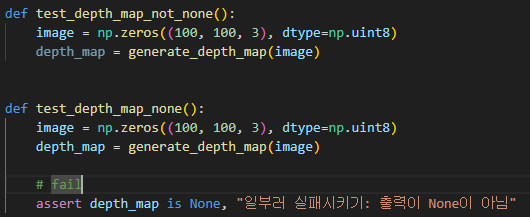 def test_depth_map_not_none():
    image = np.zeros((100, 100, 3), dtype=np.uint8)
    depth_map = generate_depth_map(image)
def test_depth_map_none():
    image = np.zeros((100, 100, 3), dtype=np.uint8)
    depth_map = generate_depth_map(image)
    # fail
    assert depth_map is None, "일부러 실패시키기: 출력이 None이 아님"